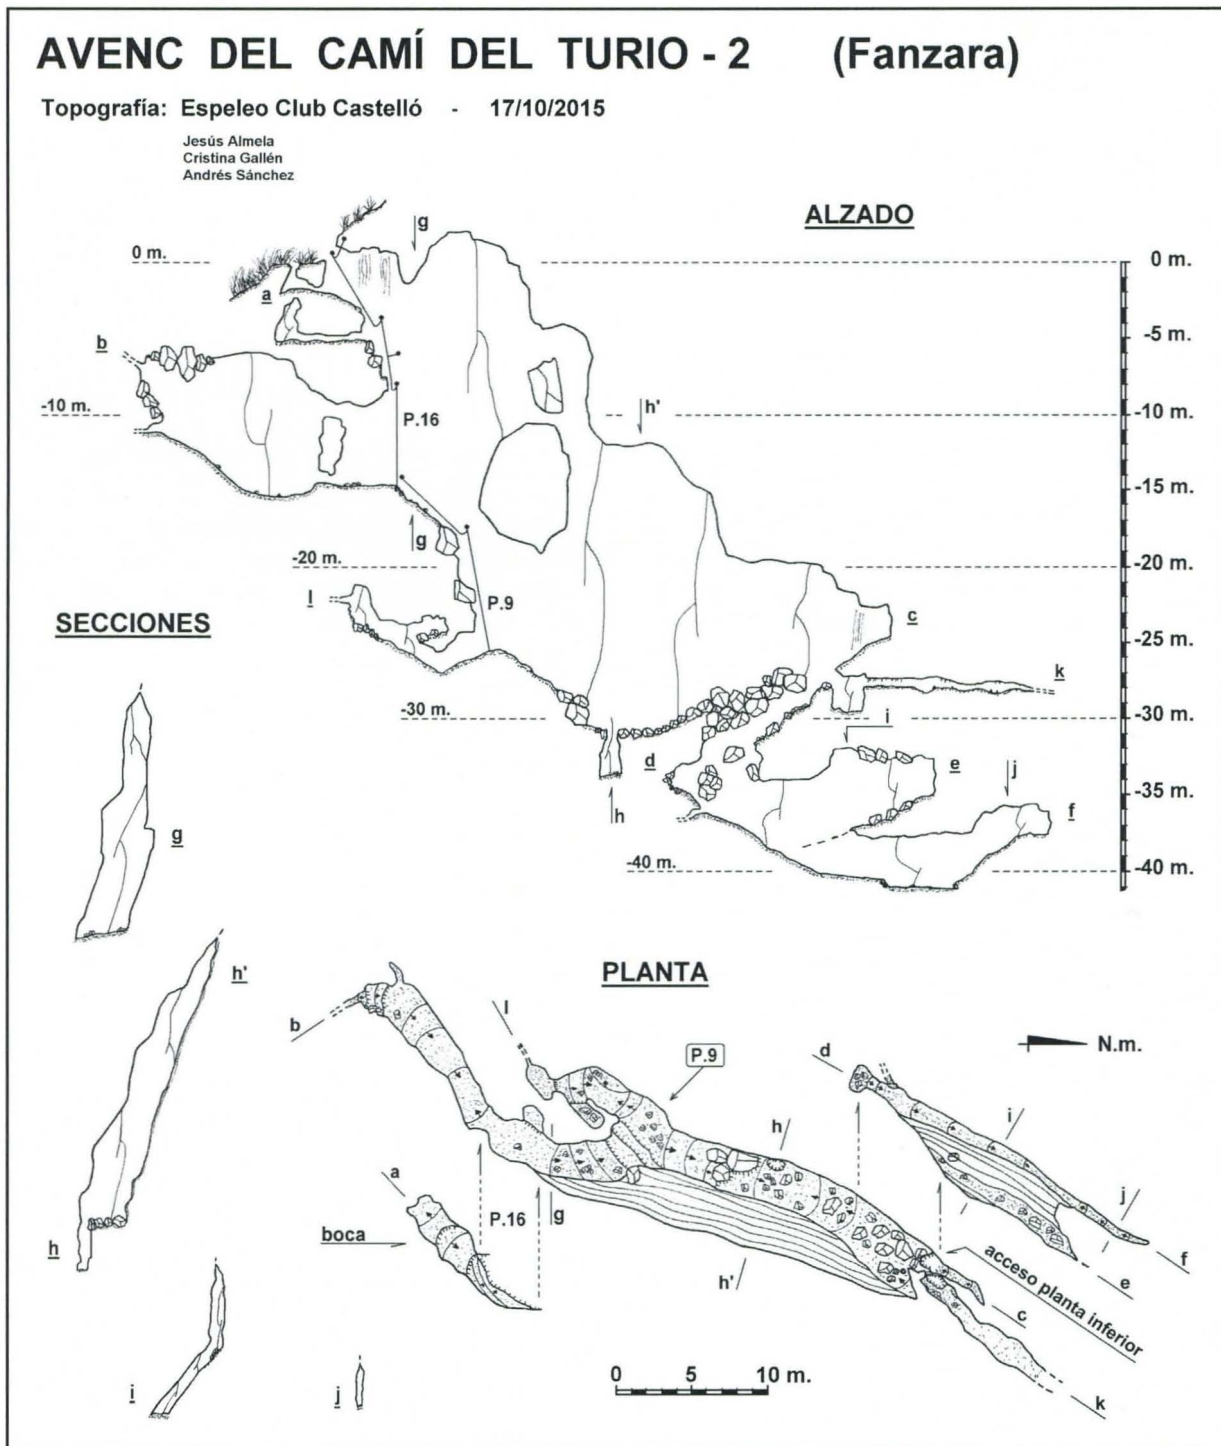 AVENC DEL CAMÍ DEL TURIO - 2 (Fanzara)
Topografía: Espeleo Club Castelló - 17/10/2015
Jesús Almela
Cristina Gallén
Andrés Sánchez
ALZADO
g
0 m.
0 m.
a
-5 m.
b
-10 m.
P.16
h'
-10 m.
-15 m.
g
-20 m.
-20 m.
l
P.9
SECCIONES
c
-25 m.
k
-30 m.
-30 m.
i
d
e
j
-35 m.
h
f
g
-40 m.
-40 m.
h'
PLANTA
b
l
P.9
N.m.
d
h
i
a
j
P.16
g
boca
f
h'
e
h
acceso planta inferior
c
i
j
0 5 10 m.
k